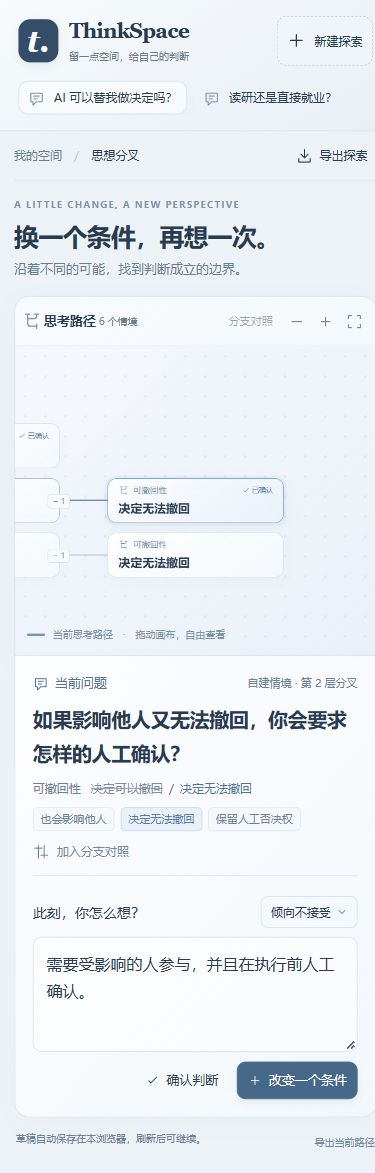 t.
ThinkSpace
留一点空间，给自己的判断
+ 新建探索
AI 可以替我做决定吗？
读研还是直接就业？
我的空间 / 思想分叉
导出探索
A LITTLE CHANGE, A NEW PERSPECTIVE
换一个条件，再想一次。
沿着不同的可能，找到判断成立的边界。
思考路径 6 个情境
分支对照 − +
✓ 已确认
− 1
可撤回性 ✓ 已确认
决定无法撤回
− 1
可撤回性
决定无法撤回
当前思考路径 · 拖动画布，自由查看
当前问题
自建情境 · 第 2 层分叉
如果影响他人又无法撤回，你会要求
怎样的人工确认？
可撤回性 决定可以撤回 / 决定无法撤回
也会影响他人 决定无法撤回 保留人工否决权
加入分支对照
此刻，你怎么想？
倾向不接受
需要受影响的人参与，并且在执行前人工
确认。
✓ 确认判断
+ 改变一个条件
草稿自动保存在本浏览器，刷新后可继续。
导出当前路径